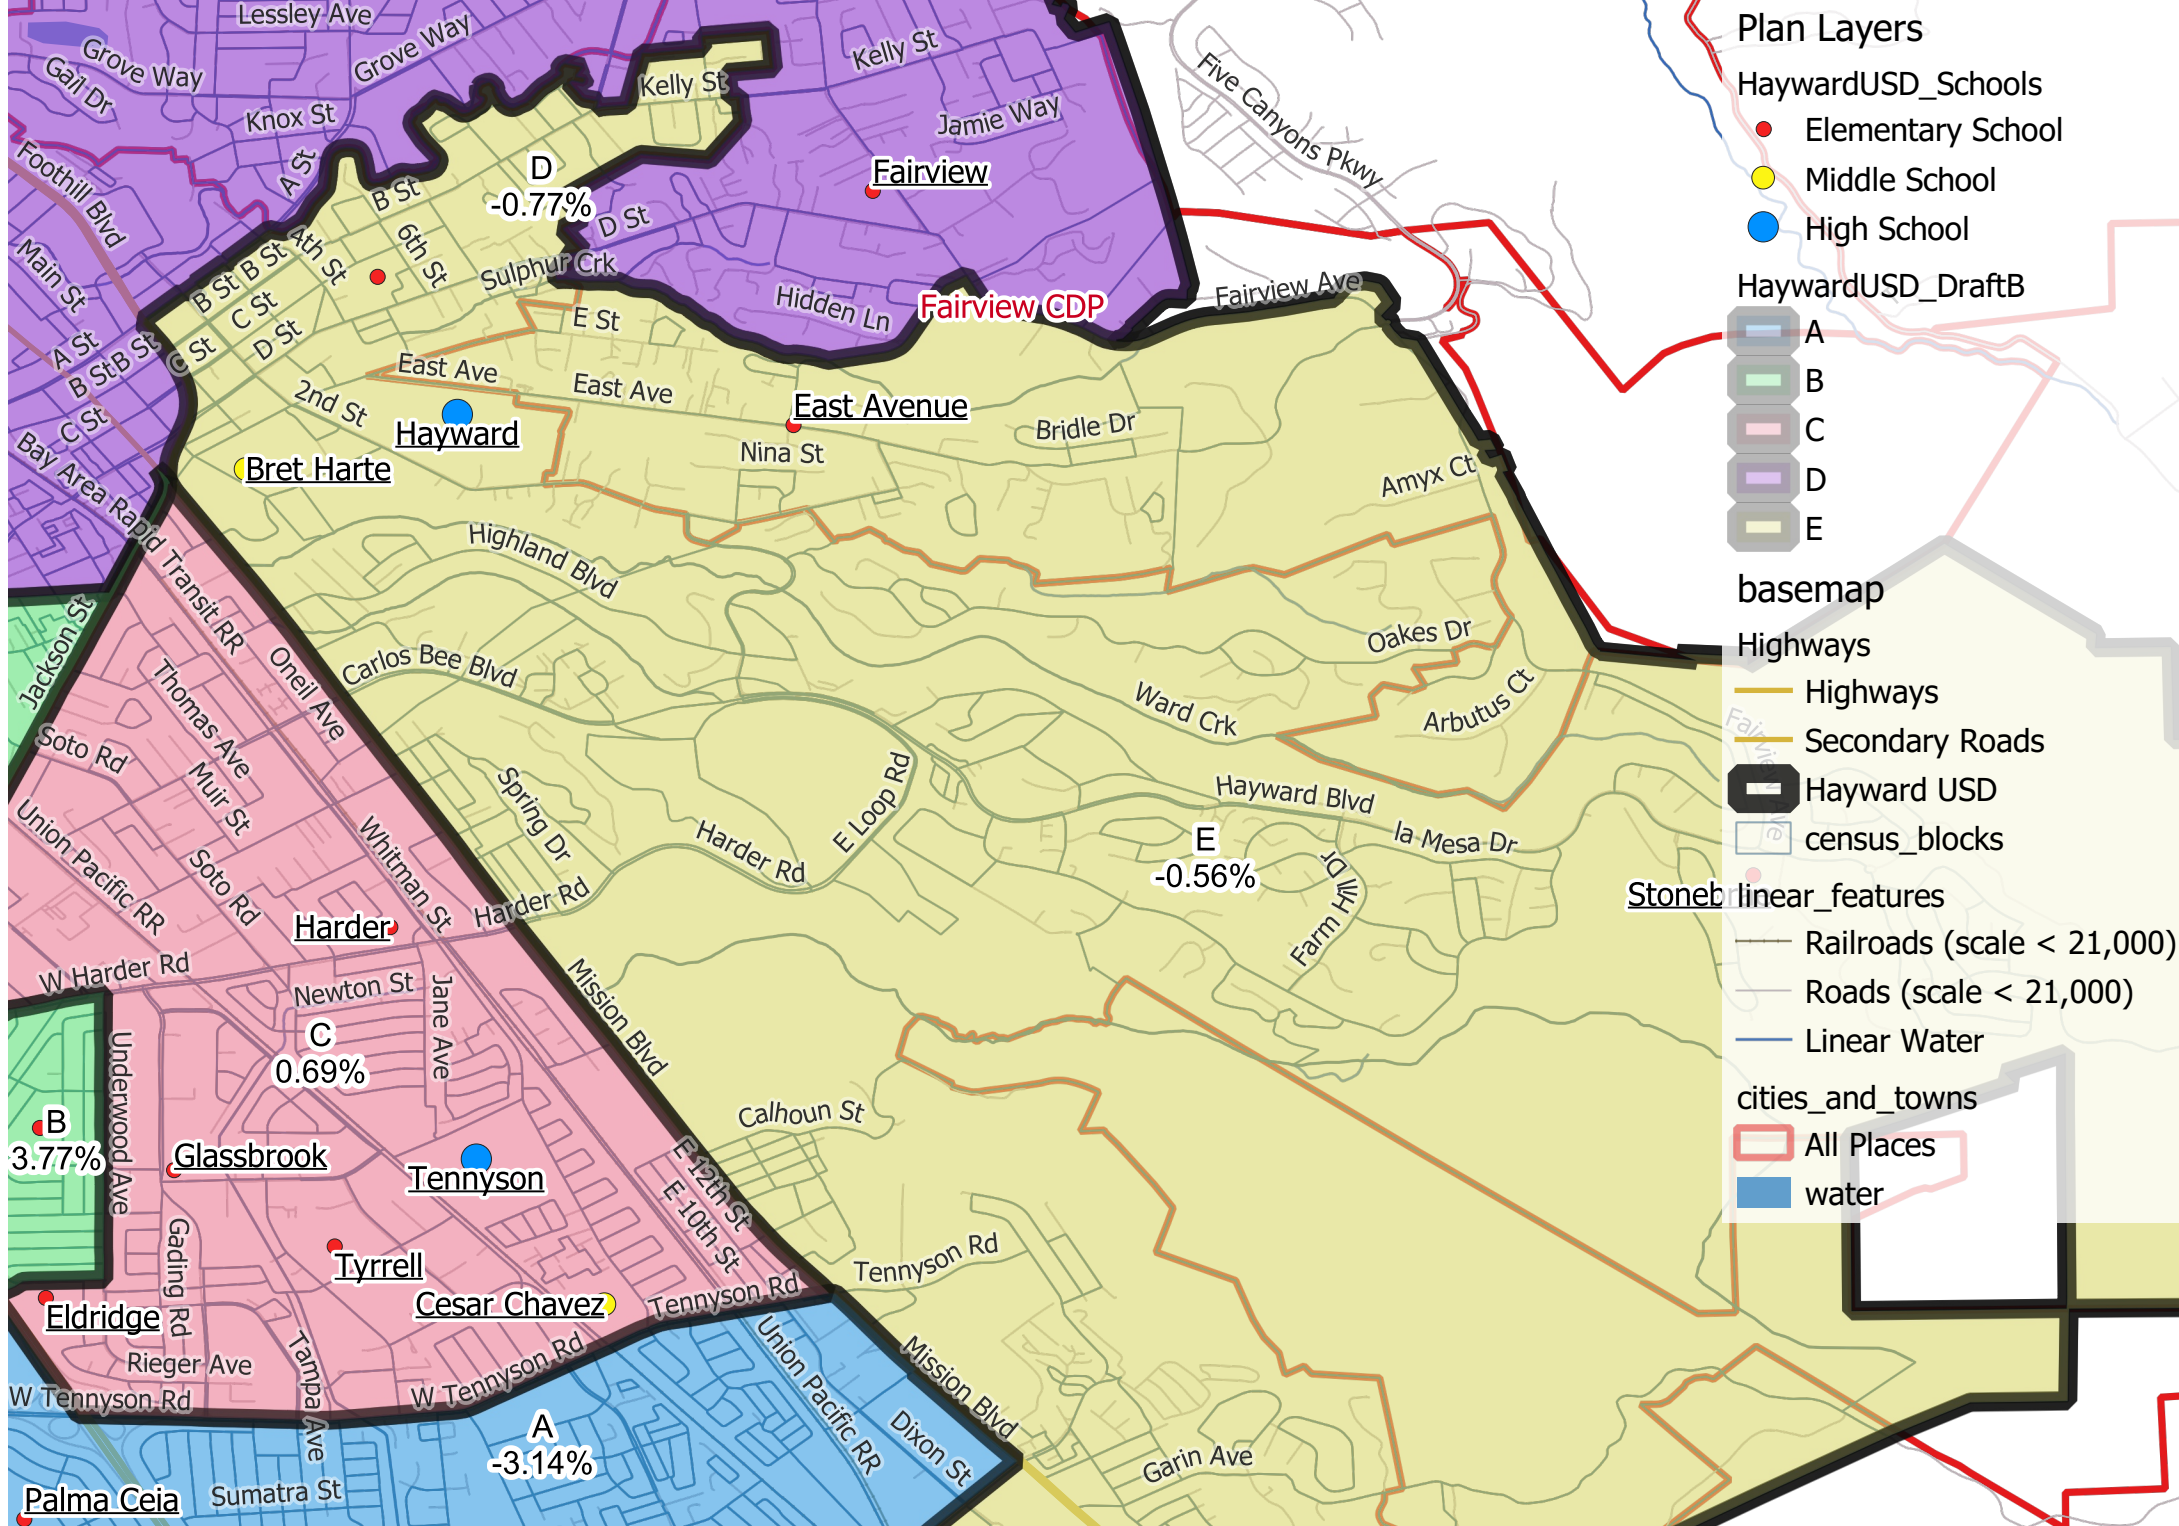 Lessley Ave
Grove Way
Grove Way
Gail Dr
Knox St
Kelly St
Kelly St
Jamie Way
Five Canyons Pkwy
Foothill Blvd
A St
B St
D
-0.77%
Fairview
D St
6th St
4th St
Main St
B St
B St
C St
D St
C St
A St
B St
B St
C St
Sulphur Crk
E St
Hidden Ln
Fairview CDP
Fairview Ave
East Ave
East Ave
2nd St
Hayward
East Avenue
Bridle Dr
Nina St
Bret Harte
Amyx Ct
Bay Area Rapid Transit RR
Highland Blvd
Jackson St
Oneil Ave
Carlos Bee Blvd
Oakes Dr
Ward Crk
Arbutus Ct
Thomas Ave
Soto Rd
Muir St
Union Pacific RR
Soto Rd
Whitman St
Spring Dr
Harder Rd
E Loop Rd
Hayward Blvd
la Mesa Dr
Farm Hill Dr
E
-0.56%
Fairview Ave
Harder
Harder Rd
W Harder Rd
Newton St
Jane Ave
Mission Blvd
C
0.69%
Underwood Ave
B
3.77%
Glassbrook
Tennyson
Calhoun St
E 12th St
E 10th St
Gading Rd
Tyrrell
Cesar Chavez
Eldridge
Tennyson Rd
Tennyson Rd
Rieger Ave
Tampa Ave
W Tennyson Rd
W Tennyson Rd
Union Pacific RR
Mission Blvd
Dixon St
A
-3.14%
Garin Ave
Palma Ceia
Sumatra St
Plan Layers
HaywardUSD_Schools
Elementary School
Middle School
High School
HaywardUSD_DraftB
A
B
C
D
E
basemap
Highways
Highways
Secondary Roads
Hayward USD
census_blocks
linear_features
Railroads (scale < 21,000)
Roads (scale < 21,000)
Linear Water
cities_and_towns
All Places
water